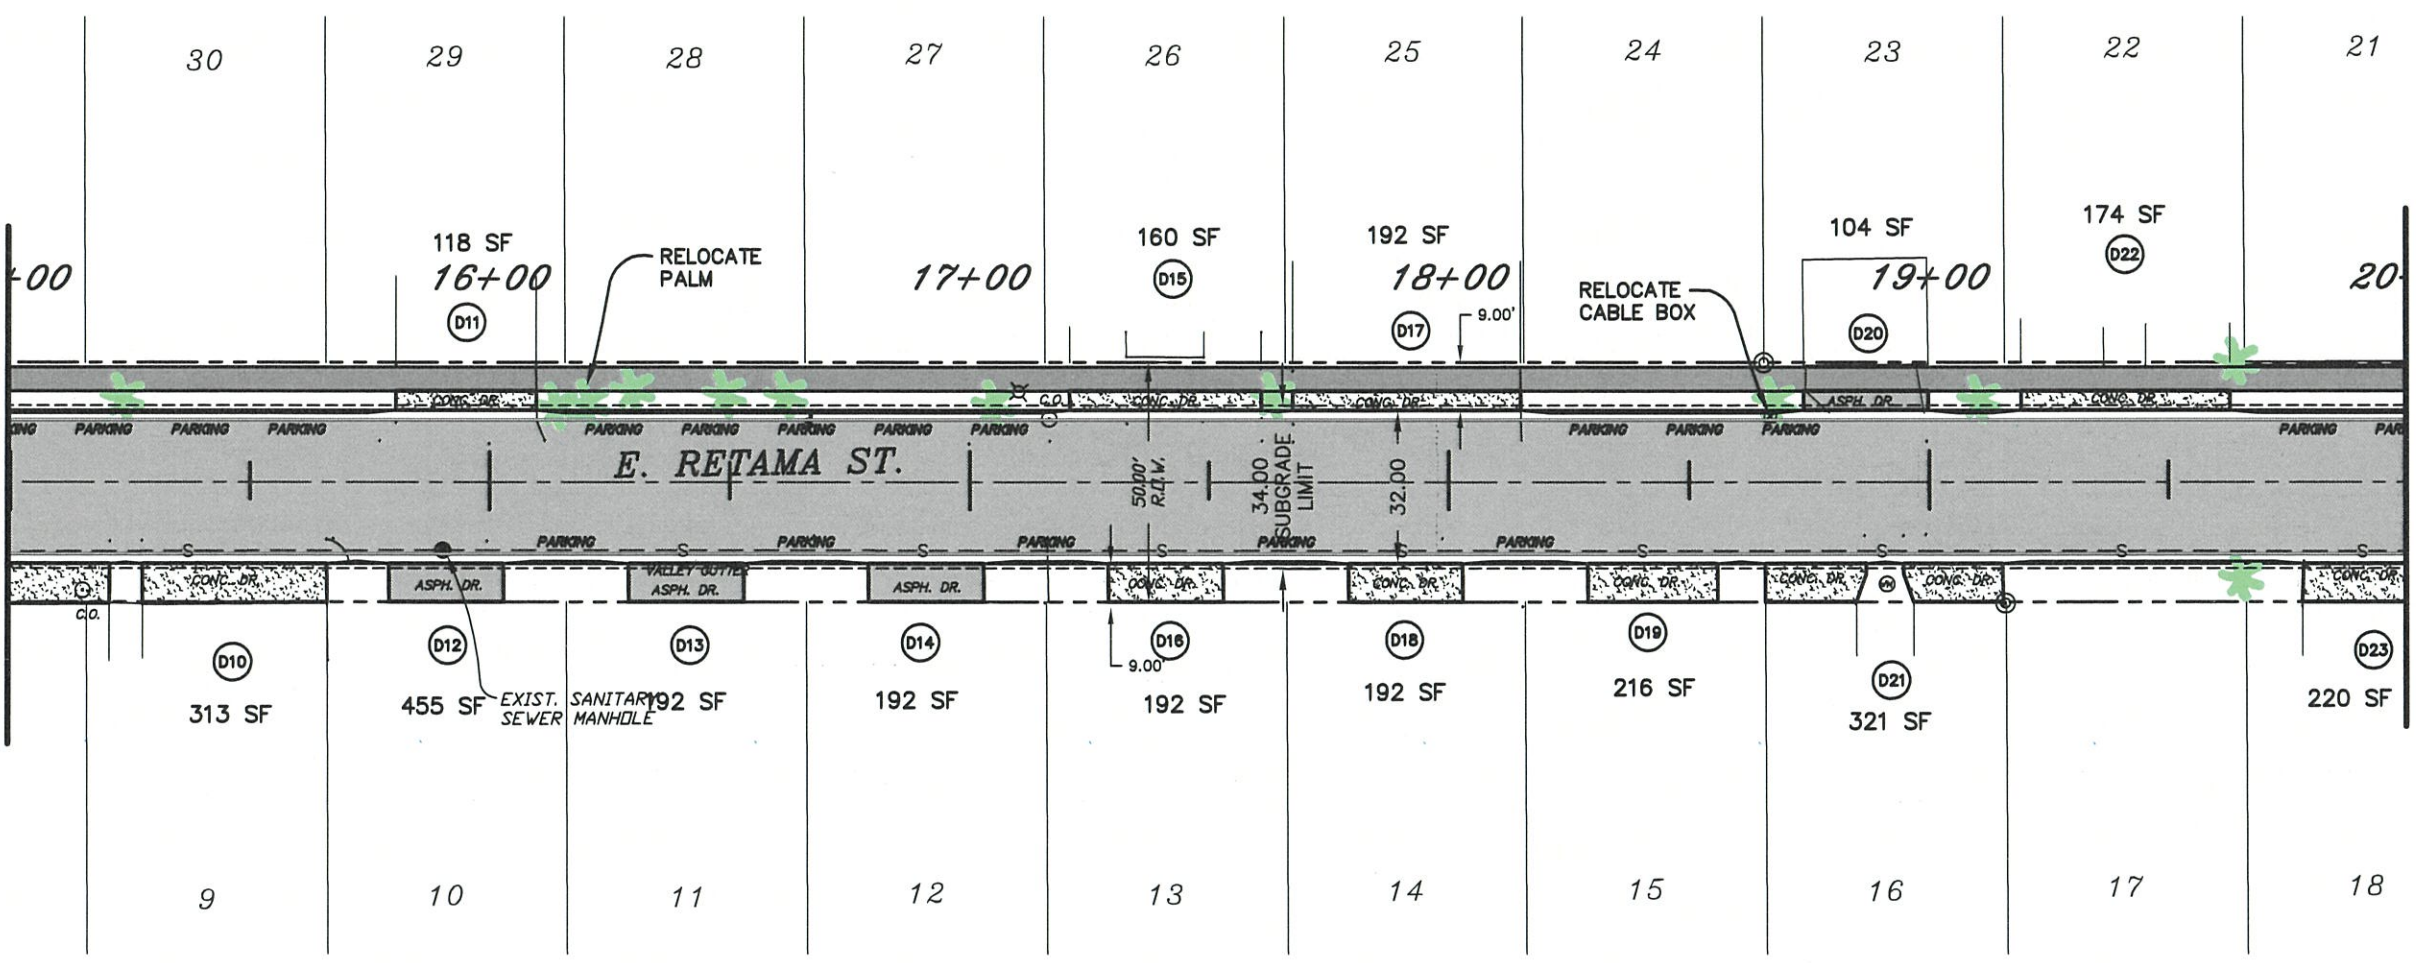 30 29 28 27 26 25 24 23 22 21
118 SF
160 SF
192 SF
104 SF
174 SF
+00 16+00 17+00 18+00 19+00 20+
D11
D15
D17
D20
D22
RELOCATE
PALM
RELOCATE
CABLE BOX
9.00'
CONC. DR.
C.O.
CONC. DR.
CONC. DR.
ASPH. DR.
CONC. DR.
PARKING PARKING PARKING PARKING PARKING PARKING PARKING PARKING PARKING PARKING PARKING PARKING
E. RETAMA ST.
50.00'
R.O.W.
34.00
SUBGRADE
LIMIT
32.00
PARKING PARKING PARKING PARKING PARKING
S S S S S S S S S
CONC. DR.
ASPH. DR.
VALLEY GUTTER
ASPH. DR.
ASPH. DR.
CONC. DR.
CONC. DR.
CONC. DR.
CONC. DR.
CONC. DR.
CONC. DR.
C.O.
D10
313 SF
D12
455 SF
EXIST. SANITARY
SEWER MANHOLE
D13
192 SF
D14
192 SF
9.00'
D16
192 SF
D18
192 SF
D19
216 SF
D21
321 SF
D23
220 SF
9 10 11 12 13 14 15 16 17 18